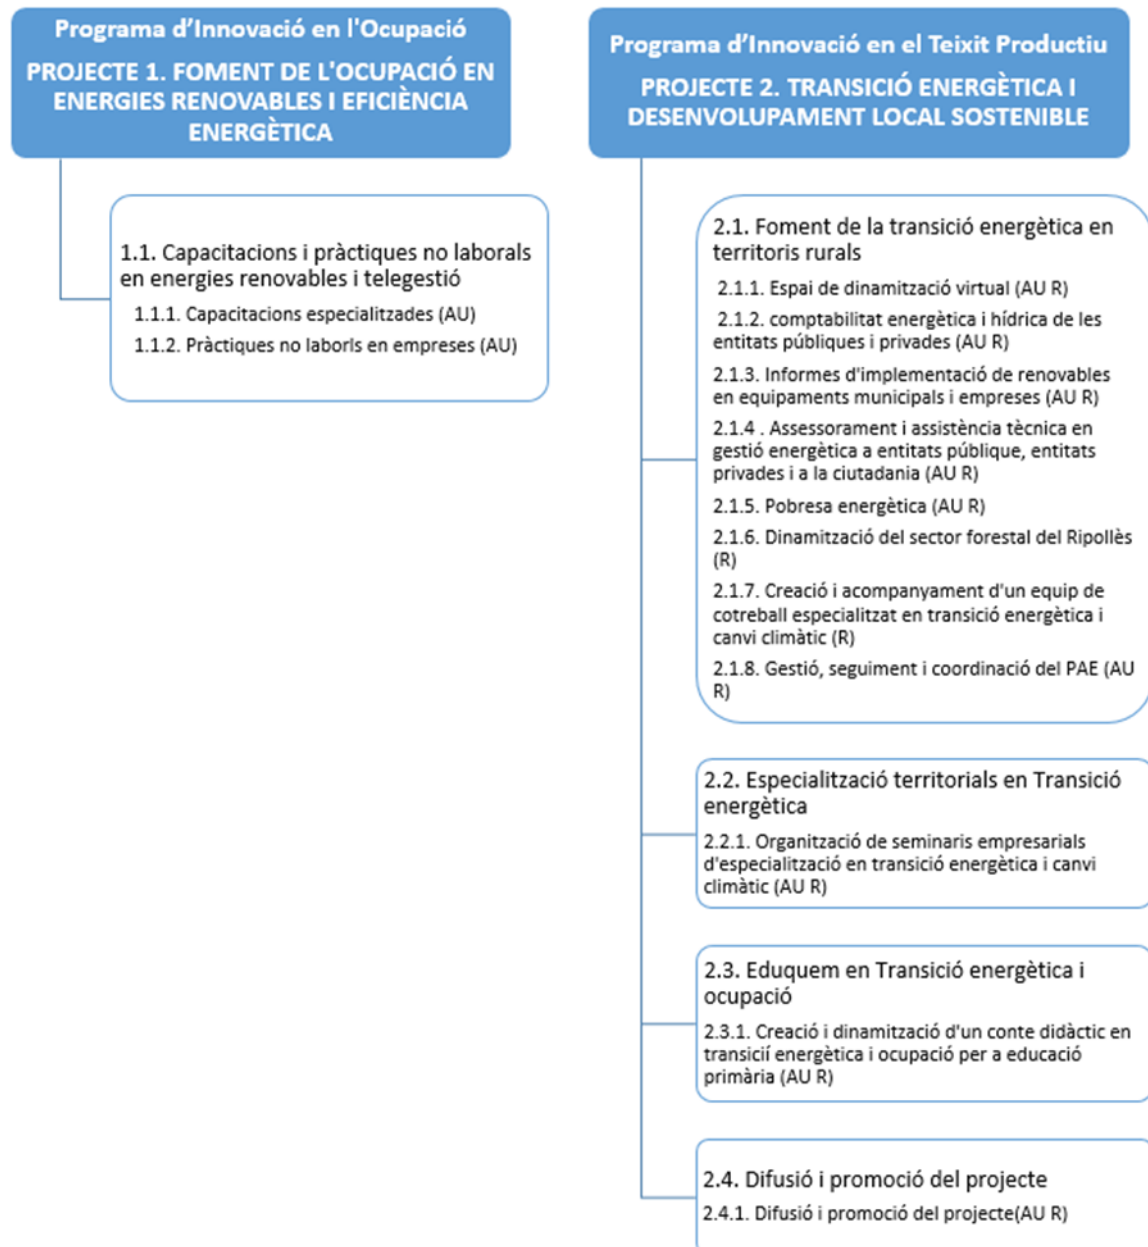 Programa d’Innovació en l'Ocupació
PROJECTE 1. FOMENT DE L'OCUPACIÓ EN
ENERGIES RENOVABLES I EFICIÈNCIA
ENERGÈTICA
1.1. Capacitacions i pràctiques no laborals
en energies renovables i telegestió
1.1.1. Capacitacions especialitzades (AU)
1.1.2. Pràctiques no laborls en empreses (AU)
Programa d’Innovació en el Teixit Productiu
PROJECTE 2. TRANSICIÓ ENERGÈTICA I
DESENVOLUPAMENT LOCAL SOSTENIBLE
2.1. Foment de la transició energètica en
territoris rurals
2.1.1. Espai de dinamització virtual (AU R)
2.1.2. comptabilitat energètica i hídrica de les
entitats públiques i privades (AU R)
2.1.3. Informes d'implementació de renovables
en equipaments municipals i empreses (AU R)
2.1.4 . Assessorament i assistència tècnica en
gestió energètica a entitats públique, entitats
privades i a la ciutadania (AU R)
2.1.5. Pobresa energètica (AU R)
2.1.6. Dinamització del sector forestal del Ripollès
(R)
2.1.7. Creació i acompanyament d'un equip de
cotreball especialitzat en transició energètica i
canvi climàtic (R)
2.1.8. Gestió, seguiment i coordinació del PAE (AU
R)
2.2. Especialització territorials en Transició
energètica
2.2.1. Organització de seminaris empresarials
d'especialització en transició energètica i canvi
climàtic (AU R)
2.3. Eduquem en Transició energètica i
ocupació
2.3.1. Creació i dinamització d'un conte didàctic en
transicií energètica i ocupació per a educació
primària (AU R)
2.4. Difusió i promoció del projecte
2.4.1. Difusió i promoció del projecte(AU R)